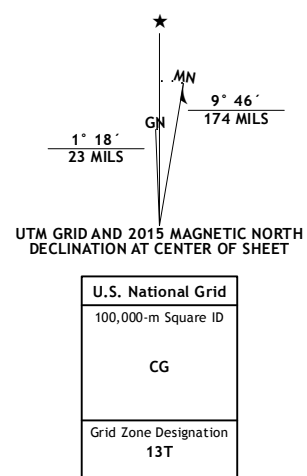 ★
MN
GN
9° 46´
174 MILS
1° 18´
23 MILS
UTM GRID AND 2015 MAGNETIC NORTH
DECLINATION AT CENTER OF SHEET
U.S. National Grid
100,000-m Square ID
CG
Grid Zone Designation
13T